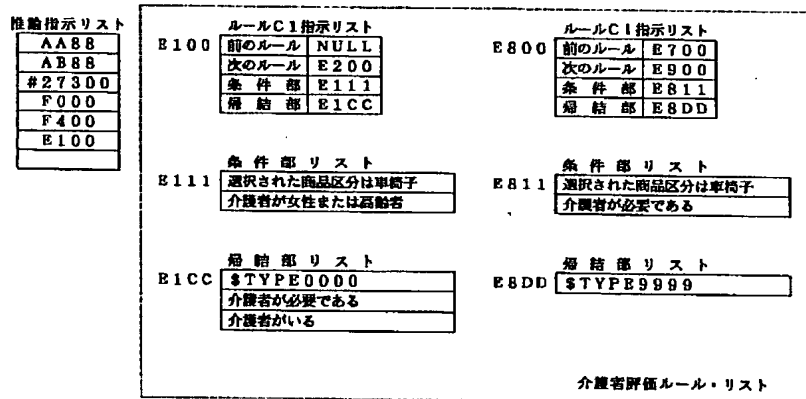 推論指示リスト
AA88
AB88
#27300
F000
F400
E100
ルールC1指示リスト
E100 前のルール NULL
次のルール E200
条件部 E111
帰結部 E1CC
条件部リスト
E111 選択された商品区分は車椅子
介護者が女性または高齢者
帰結部リスト
E1CC $TYPE0000
介護者が必要である
介護者がいる
ルールC1指示リスト
E800 前のルール E700
次のルール E900
条件部 E811
帰結部 E8DD
条件部リスト
E811 選択された商品区分は車椅子
介護者が必要である
帰結部リスト
E8DD $TYPE9999
介護者評価ルール・リスト